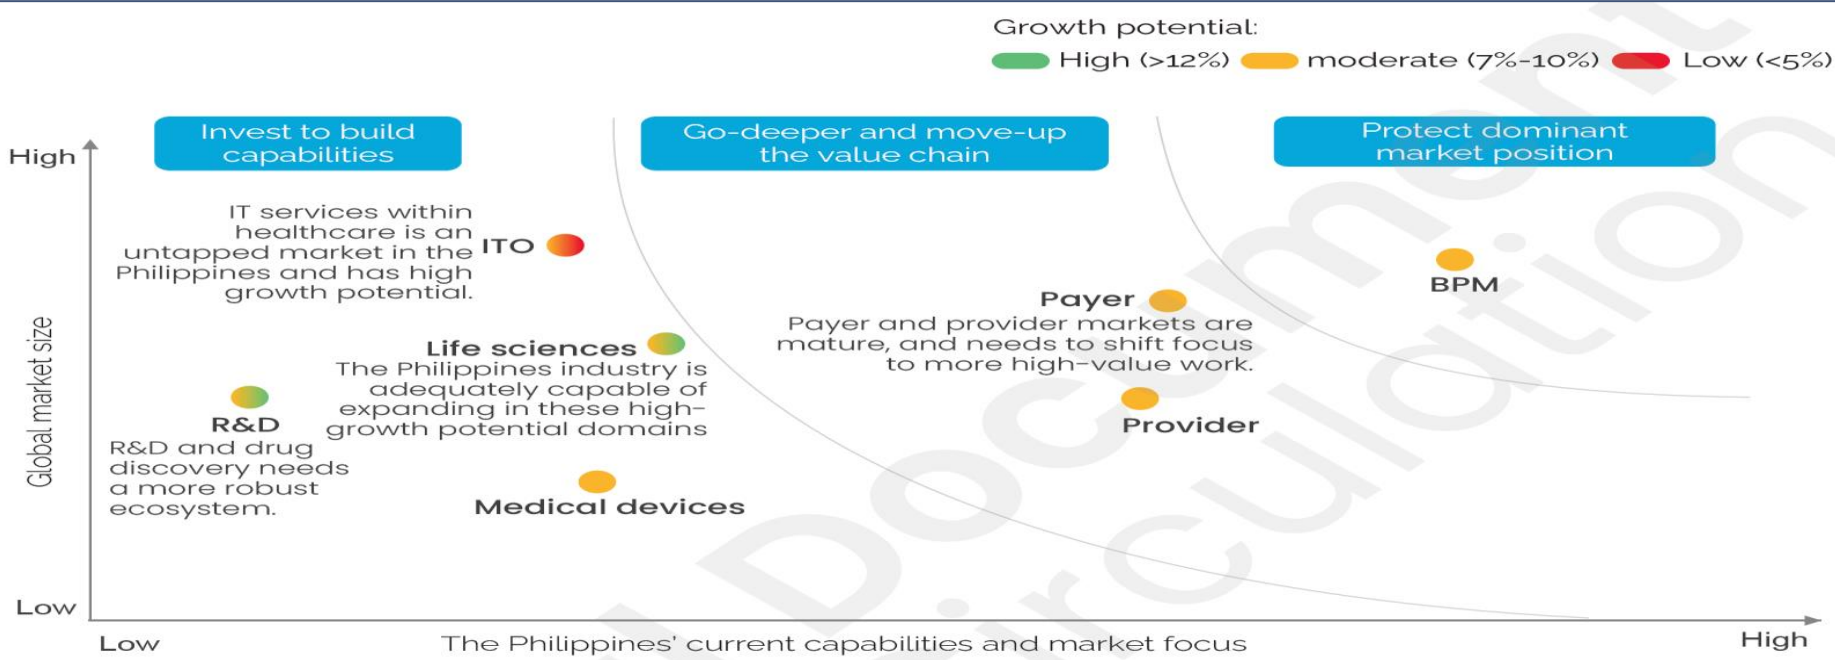 Growth potential:
High (>12%) moderate (7%-10%) Low (<5%)
Invest to build
capabilities
Go-deeper and move-up
the value chain
Protect dominant
market position
High
IT services within
healthcare is an
untapped market in the
Philippines and has high
growth potential.
ITO
BPM
Payer
Payer and provider markets are
mature, and needs to shift focus
to more high-value work.
Life sciences
The Philippines industry is
adequately capable of
expanding in these high-
growth potential domains
Global market size
R&D
R&D and drug
discovery needs
a more robust
ecosystem.
Provider
Medical devices
Low
Low
The Philippines' current capabilities and market focus
High
Document